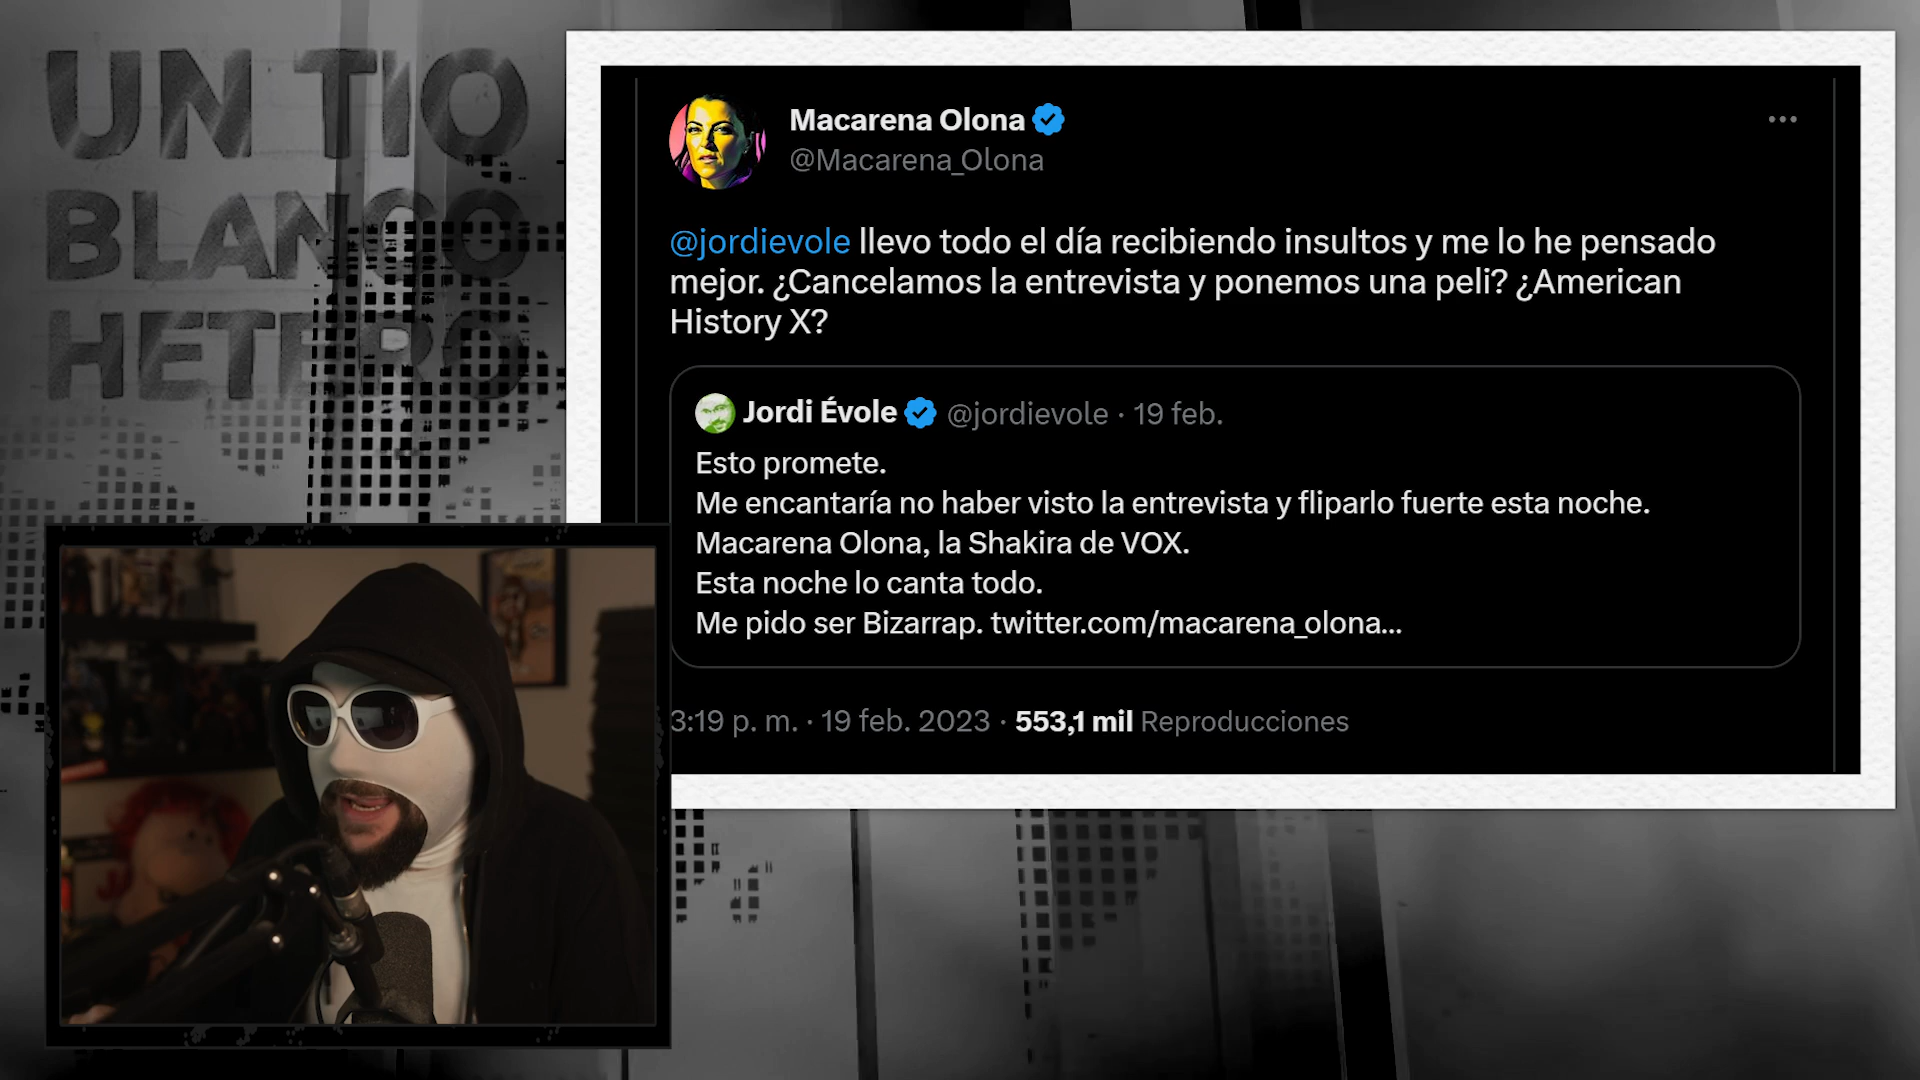 UN TIO
BLANCO
HETERO
Macarena Olona
@Macarena_Olona
@jordievole llevo todo el día recibiendo insultos y me lo he pensado
mejor. ¿Cancelamos la entrevista y ponemos una peli? ¿American
History X?
Jordi Évole @jordievole · 19 feb.
Esto promete.
Me encantaría no haber visto la entrevista y fliparlo fuerte esta noche.
Macarena Olona, la Shakira de VOX.
Esta noche lo canta todo.
Me pido ser Bizarrap. twitter.com/macarena_olona...
3:19 p. m. · 19 feb. 2023 · 553,1 mil Reproducciones